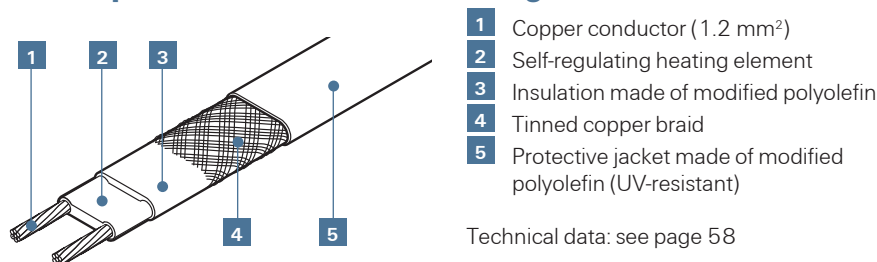 1 2 3
4 5
1 Copper conductor (1.2 mm²)
2 Self-regulating heating element
3 Insulation made of modified polyolefin
4 Tinned copper braid
5 Protective jacket made of modified
polyolefin (UV-resistant)
Technical data: see page 58